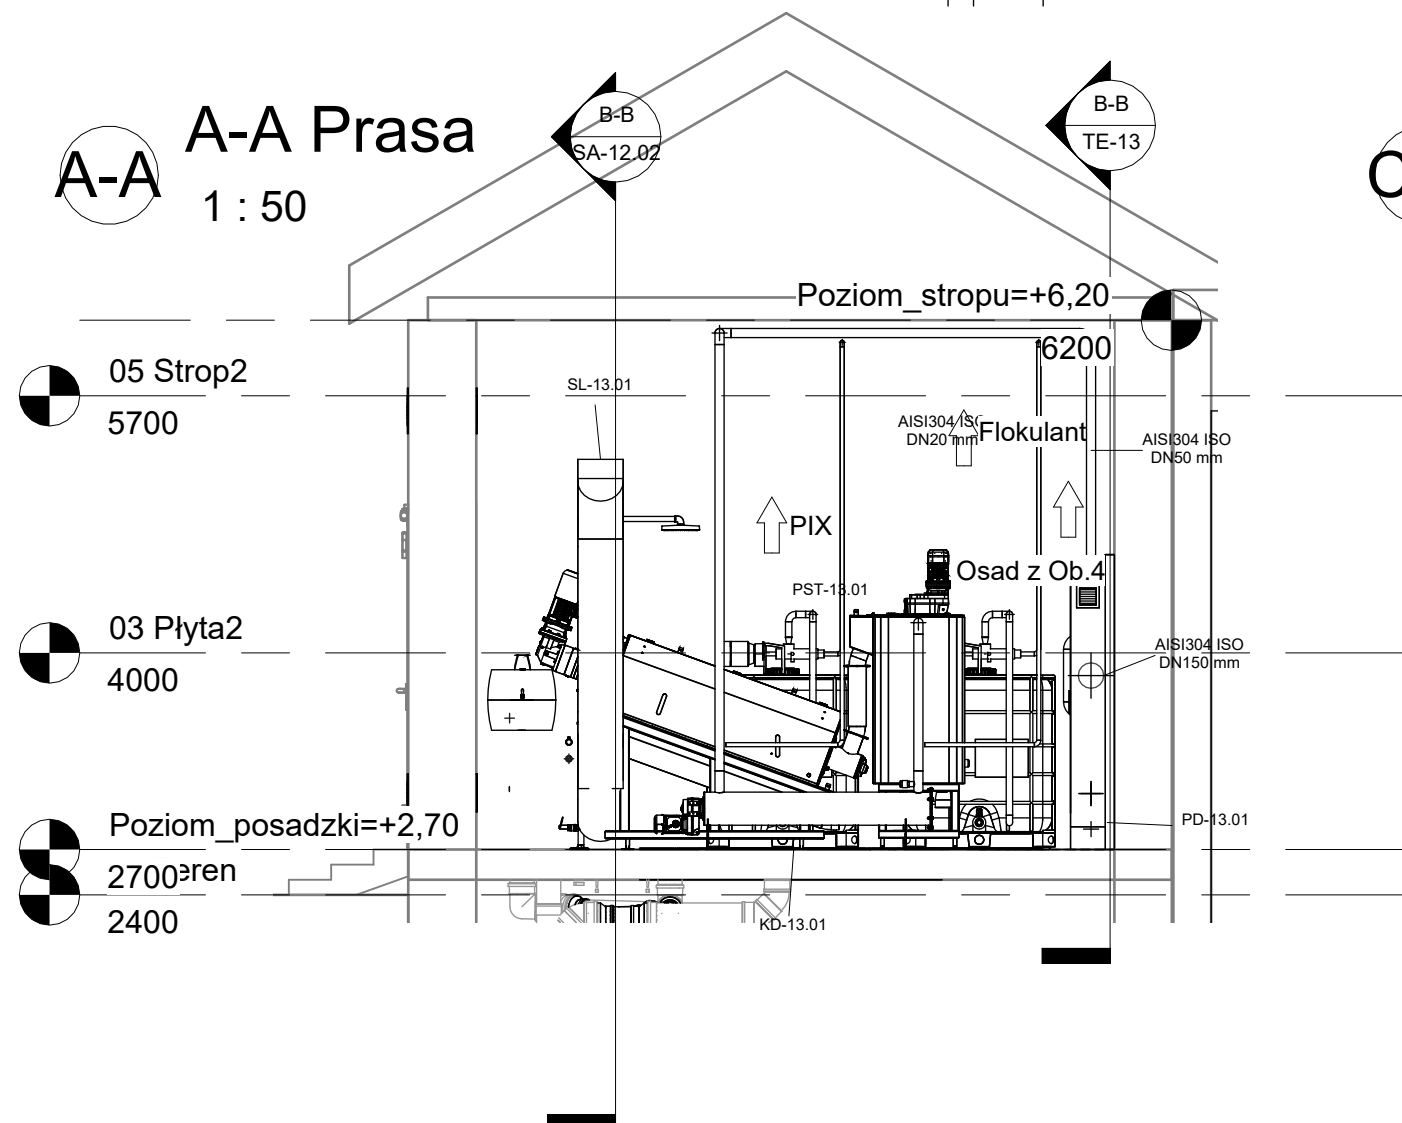 A-A
A-A Prasa
1 : 50
B-B
SA-12.02
B-B
TE-13
Poziom_stropu=+6,20
6200
05 Strop2
5700
SL-13.01
AISI304 ISO
DN20 mm
Flokulant
AISI304 ISO
DN50 mm
PIX
Osad z Ob.4
PST-13.01
03 Płyta2
4000
AISI304 ISO
DN150 mm
Poziom_posadzki=+2,70
PD-13.01
2700
eren
2400
KD-13.01